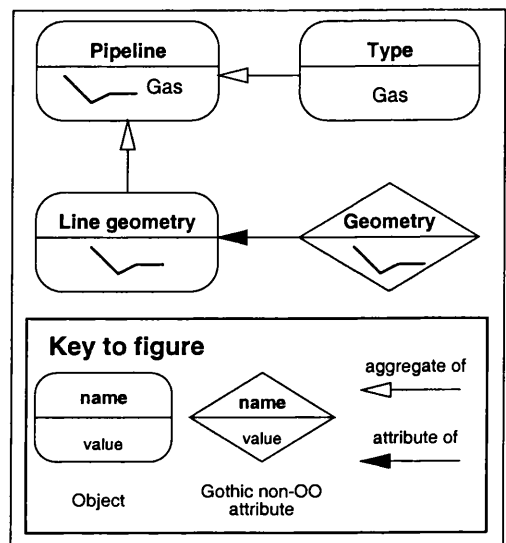 Pipeline
Gas
Type
Gas
Line geometry
Geometry
Key to figure
name
value
Object
name
value
Gothic non-OO
attribute
aggregate of
attribute of